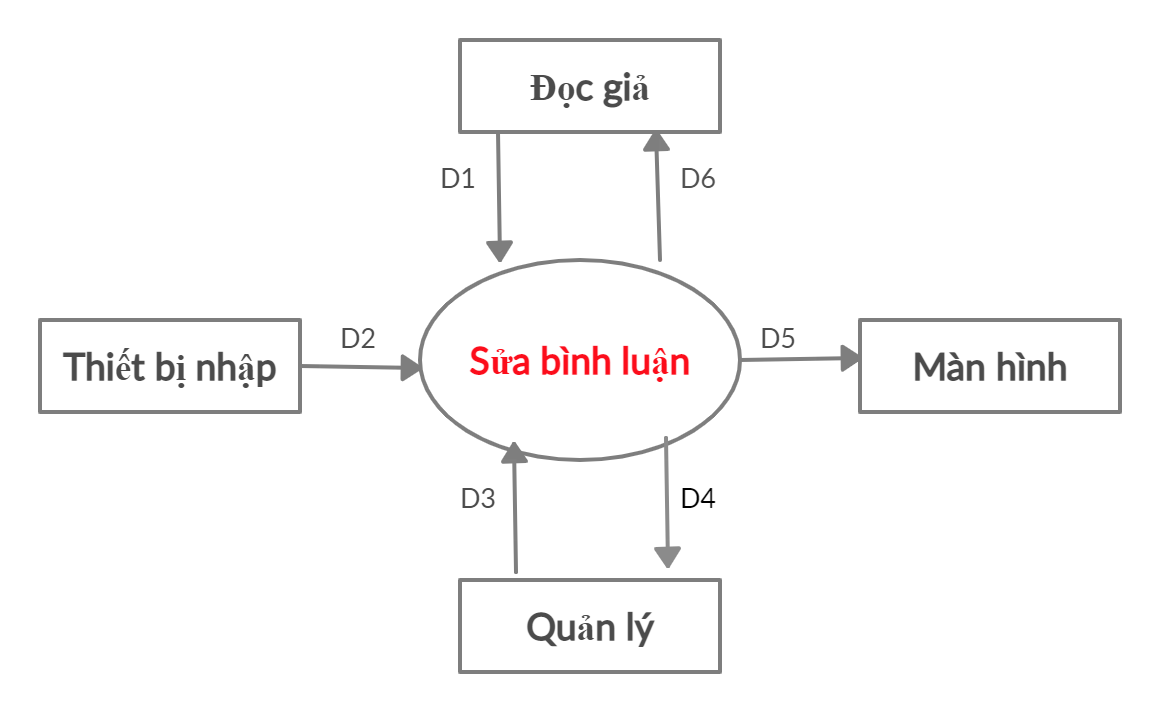 Đọc giả
D1
D6
Thiết bị nhập
D2
Sửa bình luận
D5
Màn hình
D3
D4
Quản lý